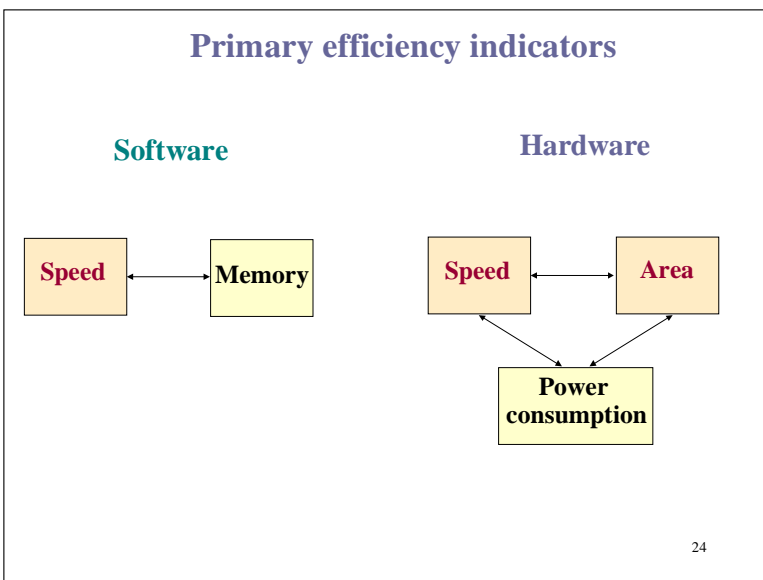 Primary efficiency indicators
Software
Hardware
Speed
Memory
Speed
Area
Power
consumption
24